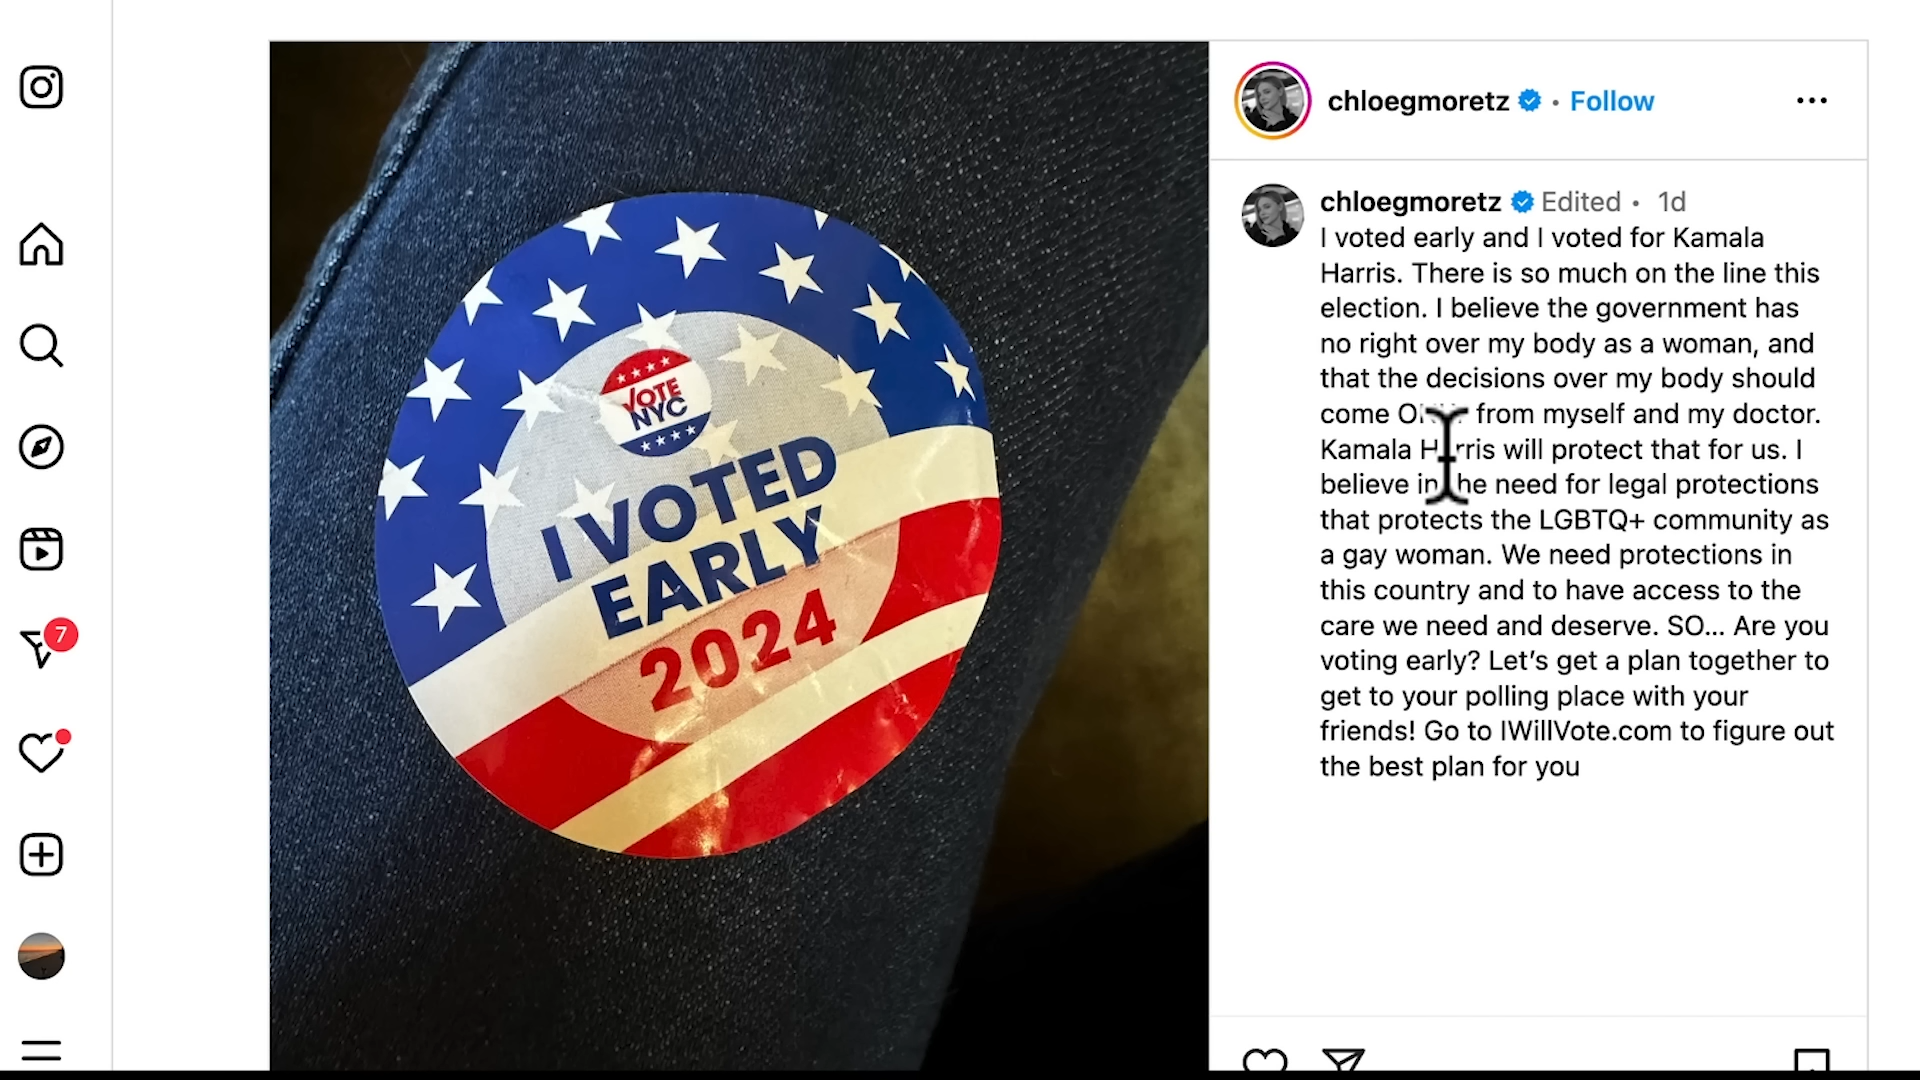 VOTE
NYC
I VOTED
EARLY
2024
chloegmoretz • Follow
chloegmoretz Edited • 1d
I voted early and I voted for Kamala
Harris. There is so much on the line this
election. I believe the government has
no right over my body as a woman, and
that the decisions over my body should
come from myself and my doctor.
Kamala Harris will protect that for us. I
believe in the need for legal protections
that protects the LGBTQ+ community as
a gay woman. We need protections in
this country and to have access to the
care we need and deserve. SO... Are you
voting early? Let’s get a plan together to
get to your polling place with your
friends! Go to IWillVote.com to figure out
the best plan for you
7